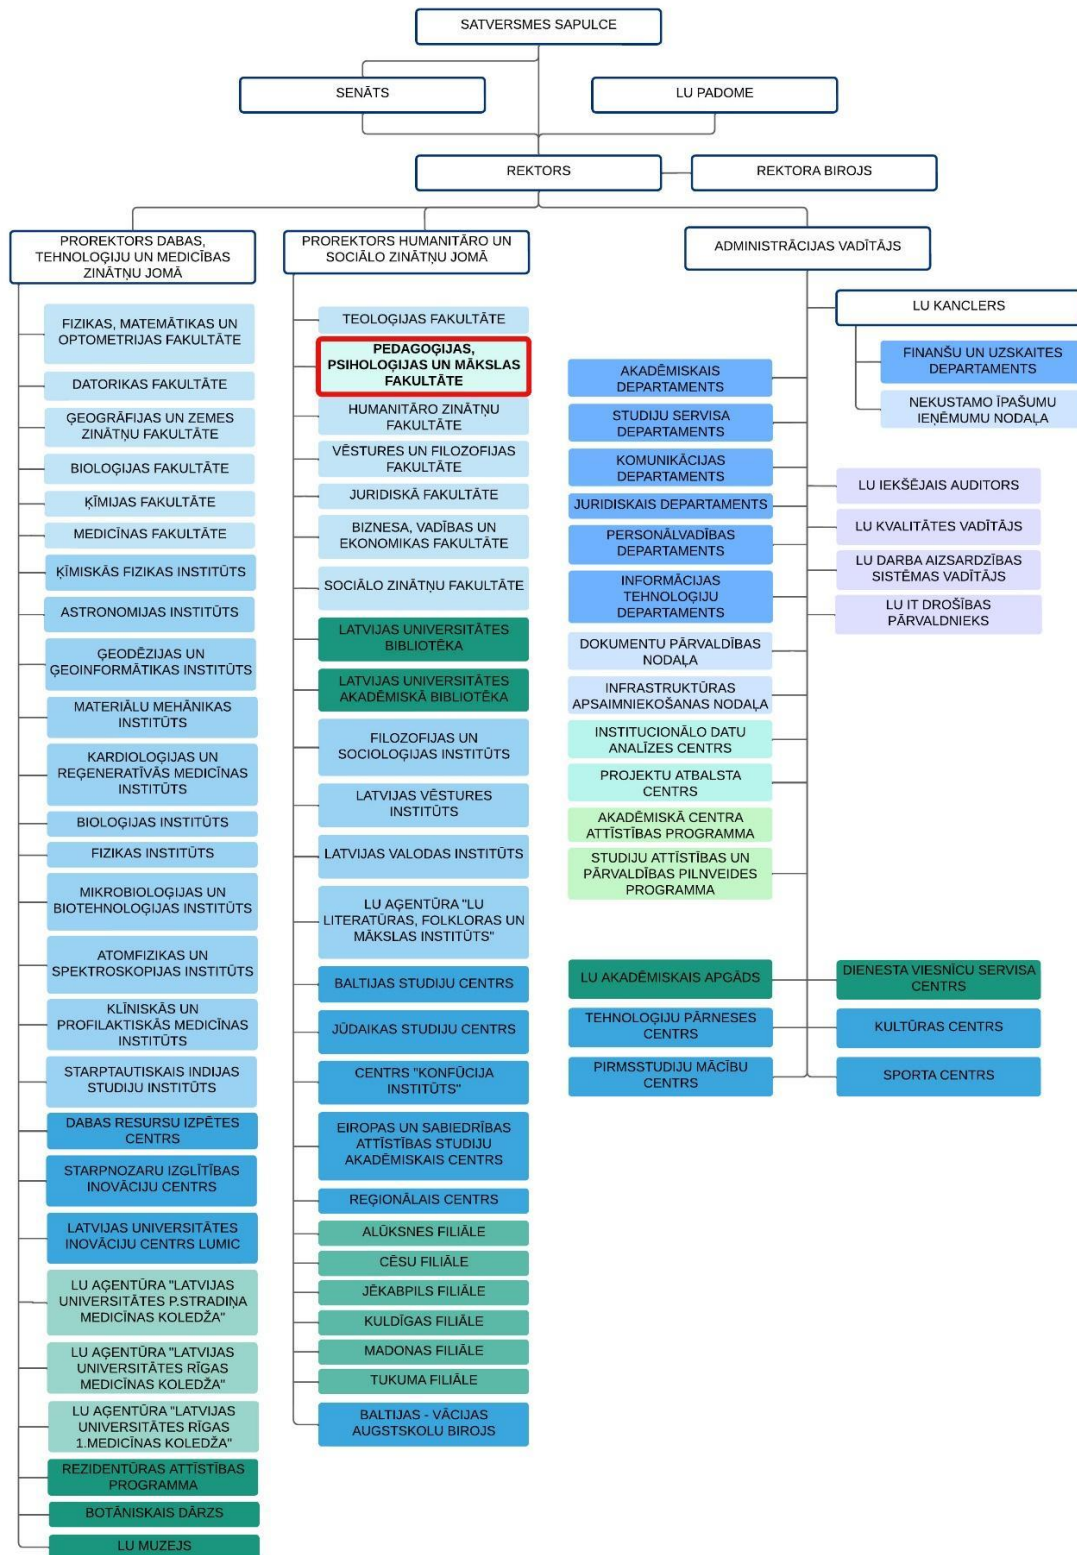 SATVERSMES SAPULCE
SENĀTS
LU PADOME
REKTORS
REKTORA BIROJS
PROREKTORS DABAS,
TEHNOLOĢIJU UN MEDICĪBAS
ZINĀTŅU JOMĀ
FIZIKAS, MATEMĀTIKAS UN
OPTOMETRIJAS FAKULTĀTE
DATORIKAS FAKULTĀTE
ĢEOGRĀFIJAS UN ZEMES
ZINĀTŅU FAKULTĀTE
BIOLOĢIJAS FAKULTĀTE
ĶĪMIJAS FAKULTĀTE
MEDICĪNAS FAKULTĀTE
ĶĪMISKĀS FIZIKAS INSTITŪTS
ASTRONOMIJAS INSTITŪTS
ĢEODĒZIJAS UN
ĢEOINFORMĀTIKAS INSTITŪTS
MATERIĀLU MEHĀNIKAS
INSTITŪTS
KARDIOLOĢIJAS UN
REĢENERATĪVĀS MEDICĪNAS
INSTITŪTS
BIOLOĢIJAS INSTITŪTS
FIZIKAS INSTITŪTS
MIKROBIOLOĢIJAS UN
BIOTEHNOLOĢIJAS INSTITŪTS
ATOMFIZIKAS UN
SPEKTROSKOPIJAS INSTITŪTS
KLĪNISKĀS UN
PROFILAKTISKĀS MEDICĪNAS
INSTITŪTS
STARPTAUTISKAIS INDIJAS
STUDIJU INSTITŪTS
DABAS RESURSU IZPĒTES
CENTRS
STARPNOZARU IZGLĪTĪBAS
INOVĀCIJU CENTRS
LATVIJAS UNIVERSITĀTES
INOVĀCIJU CENTRS LUMIC
LU AĢENTŪRA "LATVIJAS
UNIVERSITĀTES P.STRADIŅA
MEDICĪNAS KOLEDŽA"
LU AĢENTŪRA "LATVIJAS
UNIVERSITĀTES RĪGAS
MEDICĪNAS KOLEDŽA"
LU AĢENTŪRA "LATVIJAS
UNIVERSITĀTES RĪGAS
1.MEDICĪNAS KOLEDŽA"
REZIDENTŪRAS ATTĪSTĪBAS
PROGRAMMA
BOTĀNISKAIS DĀRZS
LU MUZEJS
PROREKTORS HUMANITĀRO UN
SOCIĀLO ZINĀTŅU JOMĀ
TEOLOĢIJAS FAKULTĀTE
PEDAGOĢIJAS,
PSIHOLOĢIJAS UN MĀKSLAS
FAKULTĀTE
HUMANITĀRO ZINĀTŅU
FAKULTĀTE
VĒSTURES UN FILOZOFIJAS
FAKULTĀTE
JURIDISKĀ FAKULTĀTE
BIZNESA, VADĪBAS UN
EKONOMIKAS FAKULTĀTE
SOCIĀLO ZINĀTŅU FAKULTĀTE
LATVIJAS UNIVERSITĀTES
BIBLIOTĒKA
LATVIJAS UNIVERSITĀTES
AKADĒMISKĀ BIBLIOTĒKA
FILOZOFIJAS UN
SOCIOLOĢIJAS INSTITŪTS
LATVIJAS VĒSTURES
INSTITŪTS
LATVIJAS VALODAS INSTITŪTS
LU AĢENTŪRA "LU
LITERATŪRAS, FOLKLORAS UN
MĀKSLAS INSTITŪTS"
BALTIJAS STUDIJU CENTRS
JŪDAIKAS STUDIJU CENTRS
CENTRS "KONFŪCIJA
INSTITŪTS"
EIROPAS UN SABIEDRĪBAS
ATTĪSTĪBAS STUDIJU
AKADĒMISKAIS CENTRS
REĢIONĀLAIS CENTRS
ALŪKSNES FILIĀLE
CĒSU FILIĀLE
JĒKABPILS FILIĀLE
KULDĪGAS FILIĀLE
MADONAS FILIĀLE
TUKUMA FILIĀLE
BALTIJAS - VĀCIJAS
AUGSTSKOLU BIROJS
ADMINISTRĀCIJAS VADĪTĀJS
LU KANCLERS
FINANŠU UN UZSKAITES
DEPARTAMENTS
NEKUSTAMO ĪPAŠUMU
IEŅĒMUMU NODAĻA
AKADĒMISKAIS
DEPARTAMENTS
STUDIJU SERVISA
DEPARTAMENTS
KOMUNIKĀCIJAS
DEPARTAMENTS
JURIDISKAIS DEPARTAMENTS
PERSONĀLVADĪBAS
DEPARTAMENTS
INFORMĀCIJAS
TEHNOLOĢIJU
DEPARTAMENTS
DOKUMENTU PĀRVALDĪBAS
NODAĻA
INFRASTRUKTŪRAS
APSAIMNIEKOŠANAS NODAĻA
INSTITUCIONĀLO DATU
ANALĪZES CENTRS
PROJEKTU ATBALSTA
CENTRS
AKADĒMISKĀ CENTRA
ATTĪSTĪBAS PROGRAMMA
STUDIJU ATTĪSTĪBAS UN
PĀRVALDĪBAS PILNVEIDES
PROGRAMMA
LU IEKŠĒJAIS AUDITORS
LU KVALITĀTES VADĪTĀJS
LU DARBA AIZSARDZĪBAS
SISTĒMAS VADĪTĀJS
LU IT DROŠĪBAS
PĀRVALDNIEKS
LU AKADĒMISKAIS APGĀDS
TEHNOLOĢIJU PĀRNESES
CENTRS
PIRMSSTUDIJU MĀCĪBU
CENTRS
DIENESTA VIESNĪCU SERVISA
CENTRS
KULTŪRAS CENTRS
SPORTA CENTRS